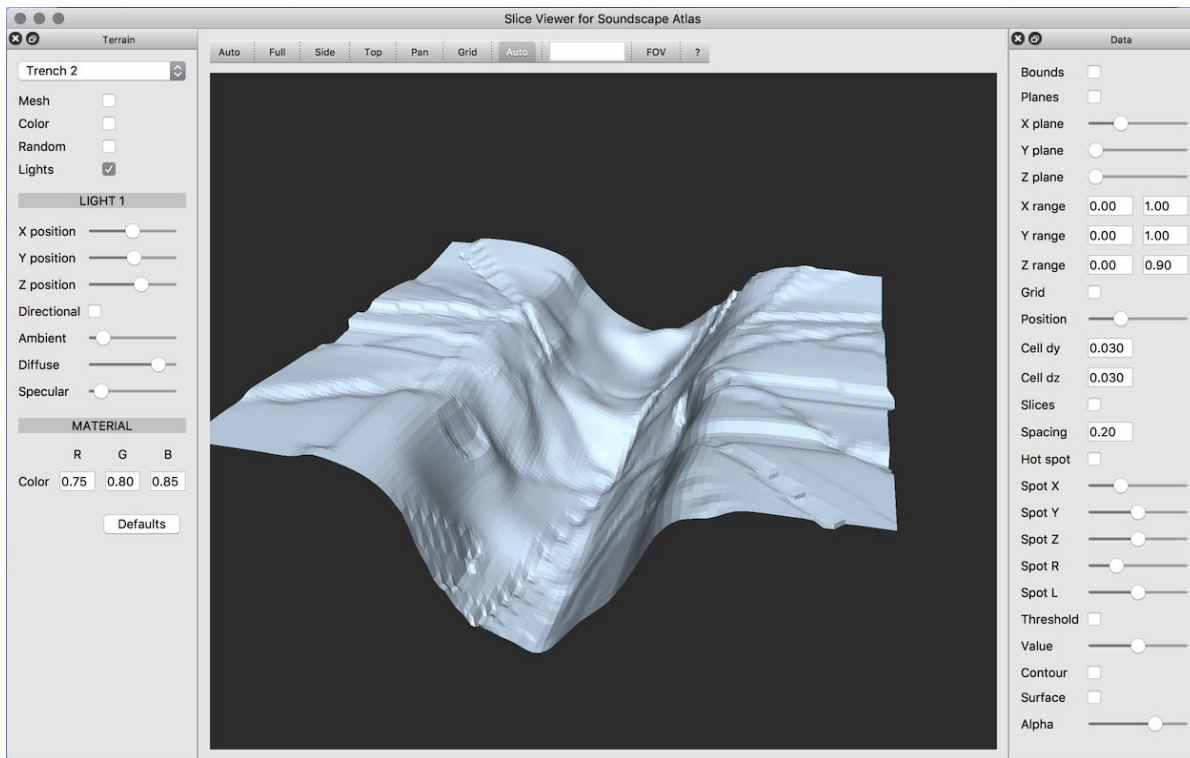 Slice Viewer for Soundscape Atlas
Terrain
Trench 2
Mesh
Color
Random
Lights
LIGHT 1
X position
Y position
Z position
Directional
Ambient
Diffuse
Specular
MATERIAL
R G B
Color 0.75 0.80 0.85
Defaults
Auto Full Side Top Pan Grid Auto FOV ?
Data
Bounds
Planes
X plane
Y plane
Z plane
X range 0.00 1.00
Y range 0.00 1.00
Z range 0.00 0.90
Grid
Position
Cell dy 0.030
Cell dz 0.030
Slices
Spacing 0.20
Hot spot
Spot X
Spot Y
Spot Z
Spot R
Spot L
Threshold
Value
Contour
Surface
Alpha